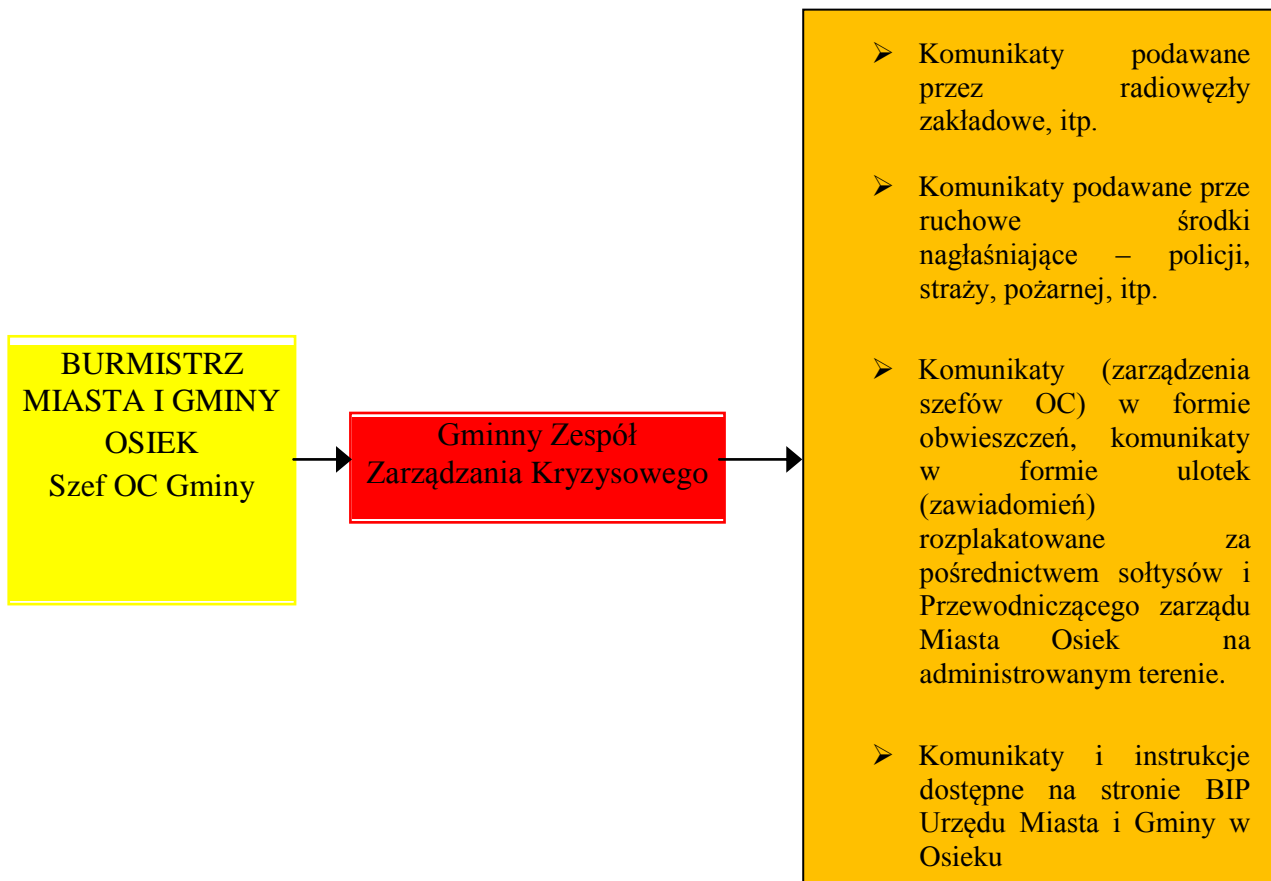 BURMISTRZ
MIASTA I GMINY
OSIEK
Szef OC Gminy
Gminny Zespół
Zarządzania Kryzysowego
➢ Komunikaty podawane
przez radiowęzły
zakładowe, itp.
➢ Komunikaty podawane prze
ruchowe środki
nagłaśniające – policji,
straży, pożarnej, itp.
➢ Komunikaty (zarządzenia
szefów OC) w formie
obwieszczeń, komunikaty
w formie ulotek
(zawiadomień)
rozplakatowane za
pośrednictwem sołtysów i
Przewodniczącego zarządu
Miasta Osiek na
administrowanym terenie.
➢ Komunikaty i instrukcje
dostępne na stronie BIP
Urzędu Miasta i Gminy w
Osieku